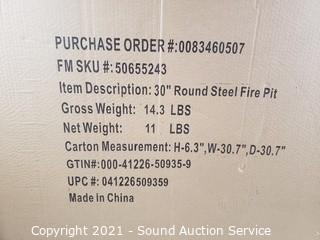 PURCHASE ORDER#:0083460507
FM SKU #:50655243
Item Description: 30" Round Steel Fire Pit
Gross Weight: 14.3 LBS
Net Weight: 11 LBS
Carton Measurement: H-6.3",W-30.7",D-30.7"
GTIN#:000-41226-50935-9
UPC #: 041226509359
Made in China
Copyright 2021 - Sound Auction Service